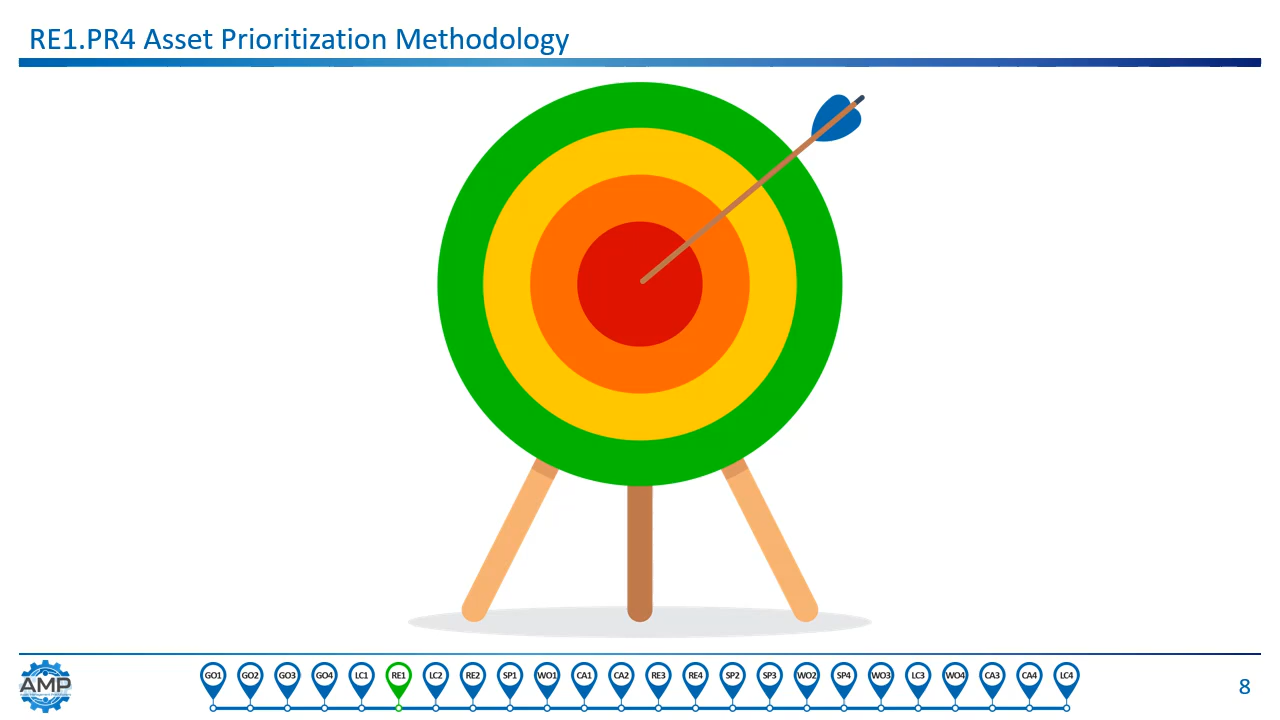 RE1.PR4 Asset Prioritization Methodology
GO1 GO2 GO3 GO4 LC1 RE1 LC2 RE2 SP1 WO1 CA1 CA2 RE3 RE4 SP2 SP3 WO2 SP4 WO3 LC3 WO4 CA3 CA4 LC4
AMP
8